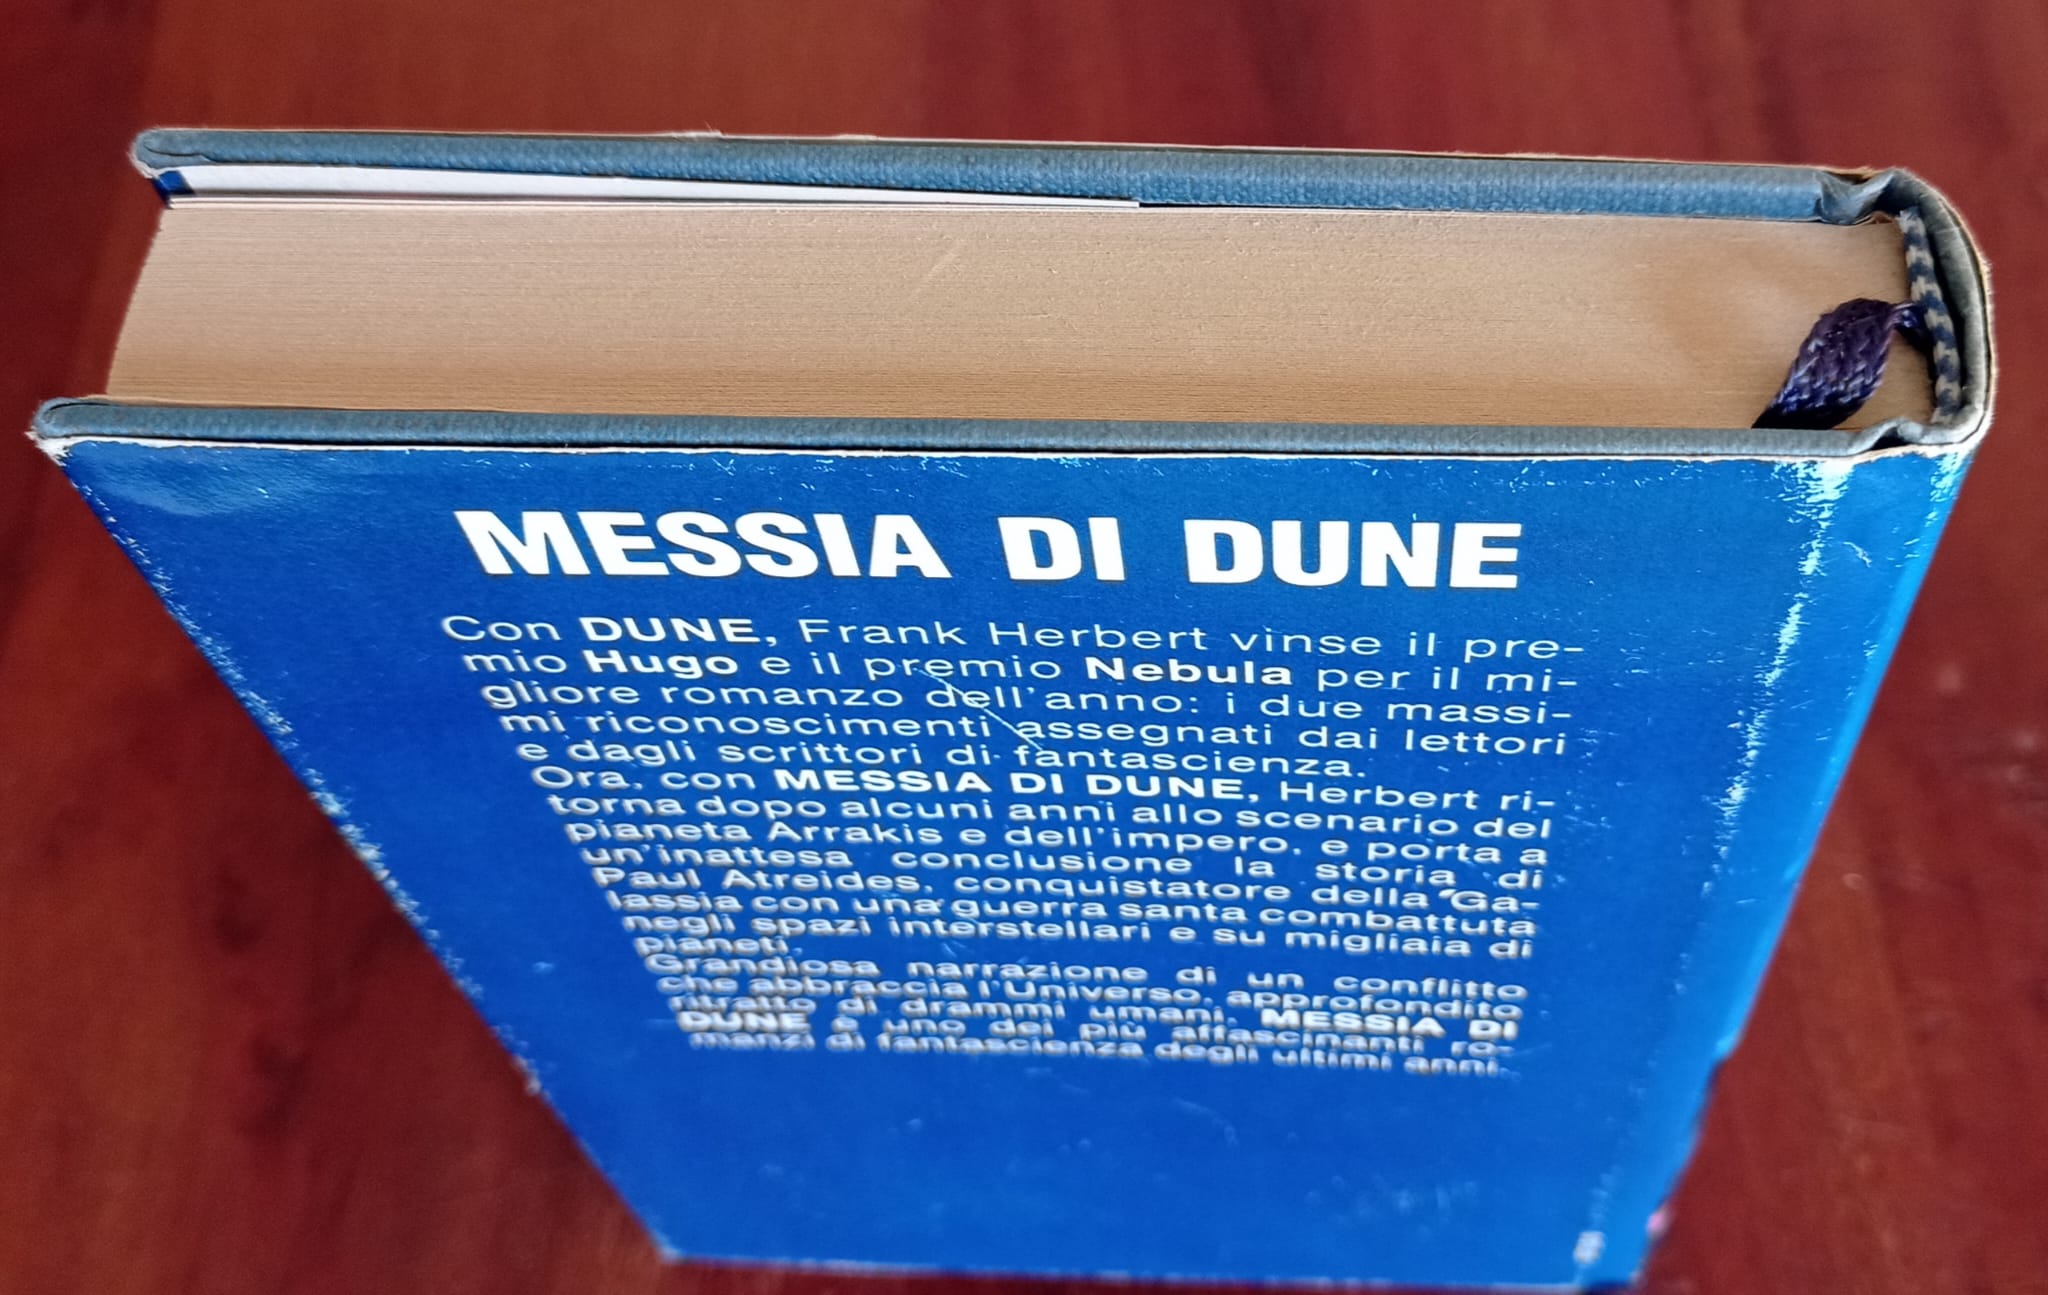 MESSIA DI DUNE
Con DUNE, Frank Herbert vinse il pre-
mio Hugo e il premio Nebula per il mi-
gliore romanzo dell'anno: i due massi-
mi riconoscimenti assegnati dai lettori
e dagli scrittori di fantascienza.
Ora, con MESSIA DI DUNE, Herbert ri-
torna dopo alcuni anni allo scenario del
pianeta Arrakis e dell'impero, e porta a
un'inattesa conclusione la storia di
Paul Atreides, conquistatore della Ga-
lassia con una guerra santa combattuta
negli spazi interstellari e su migliaia di
pianeti.
Grandiosa narrazione di un conflitto
che abbraccia l'Universo, approfondito
ritratto di drammi umani, MESSIA DI
DUNE è uno dei più affascinanti ro-
manzi di fantascienza degli ultimi anni.